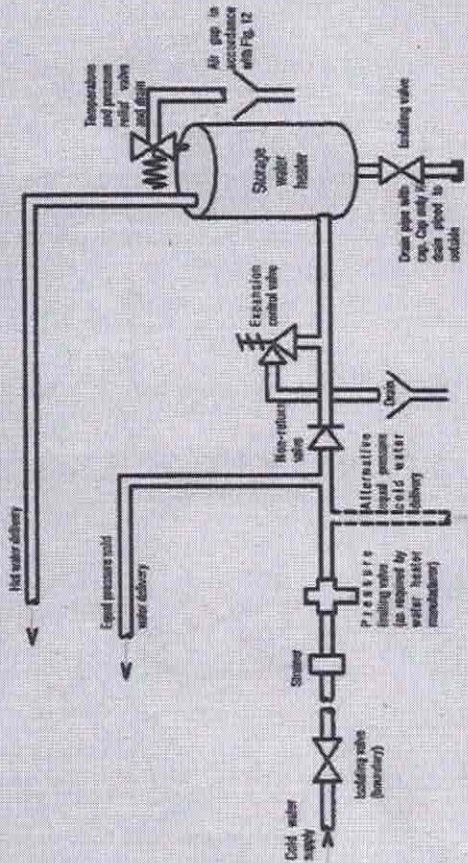 Hot water delivery
Equal pressure cold
water delivery
Temperature
and pressure
relief valve
and drain
Air gap in
accordance
with Fig. 12
Storage
water
heater
Expansion
control valve
Non-return
valve
Drain
Isolating valve
Drain pipe with
cap. Cap only if
drain piped to
outside
Alternative
equal pressure
cold water
delivery
Pressure
limiting valve
(as required by
water heater
manufacturer)
Strainer
Isolating valve
(boundary)
Cold water
supply